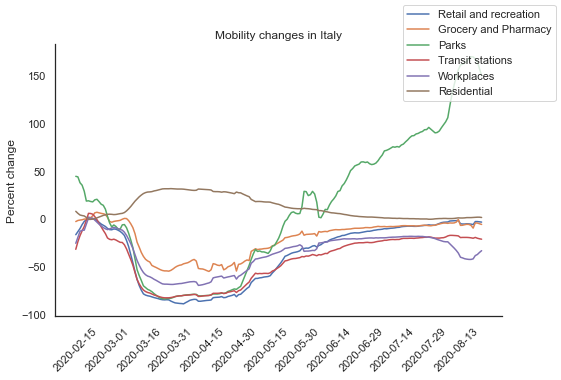 Mobility changes in Italy
Retail and recreation
Grocery and Pharmacy
Parks
Transit stations
Workplaces
Residential
Percent change
150
100
50
0
−50
−100
2020-02-15
2020-03-01
2020-03-16
2020-03-31
2020-04-15
2020-04-30
2020-05-15
2020-05-30
2020-06-14
2020-06-29
2020-07-14
2020-07-29
2020-08-13